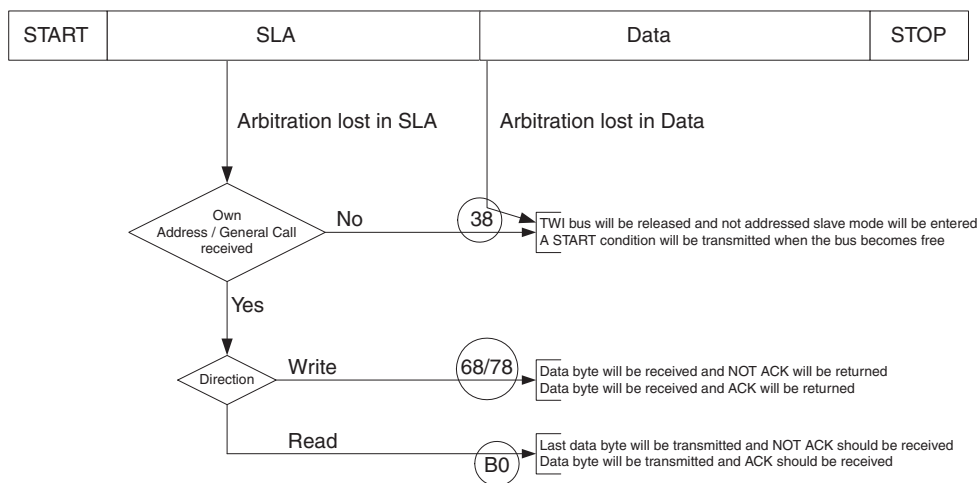 START SLA Data STOP
Arbitration lost in SLA Arbitration lost in Data
Own
Address / General Call
received
No
38
TWI bus will be released and not addressed slave mode will be entered
A START condition will be transmitted when the bus becomes free
Yes
Direction
Write
68/78
Data byte will be received and NOT ACK will be returned
Data byte will be received and ACK will be returned
Read
B0
Last data byte will be transmitted and NOT ACK should be received
Data byte will be transmitted and ACK should be received